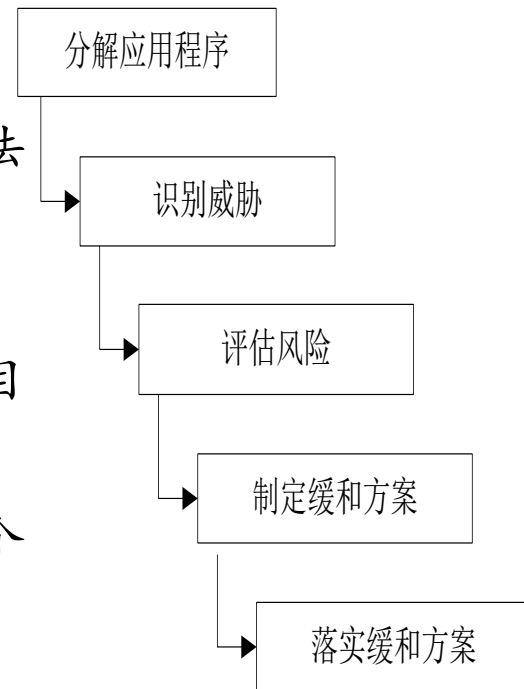 分解应用程序
法
识别威胁
评估风险
制定缓和方案
落实缓和方案